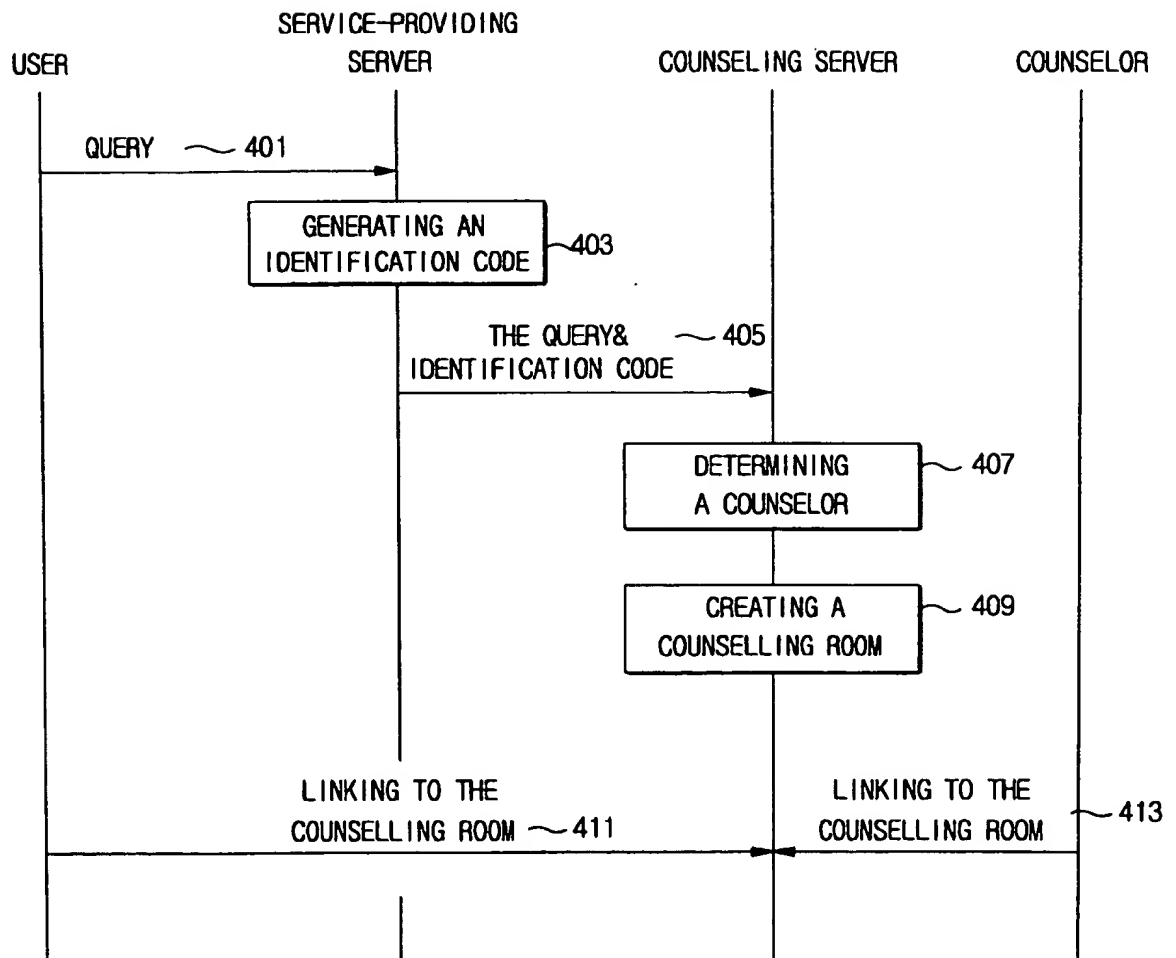 SERVICE-PROVIDING
USER SERVER COUNSELING SERVER COUNSELOR
QUERY 401
GENERATING AN
IDENTIFICATION CODE 403
THE QUERY& 405
IDENTIFICATION CODE
DETERMINING 407
A COUNSELOR
CREATING A 409
COUNSELLING ROOM
LINKING TO THE LINKING TO THE
COUNSELLING ROOM 411 COUNSELLING ROOM 413